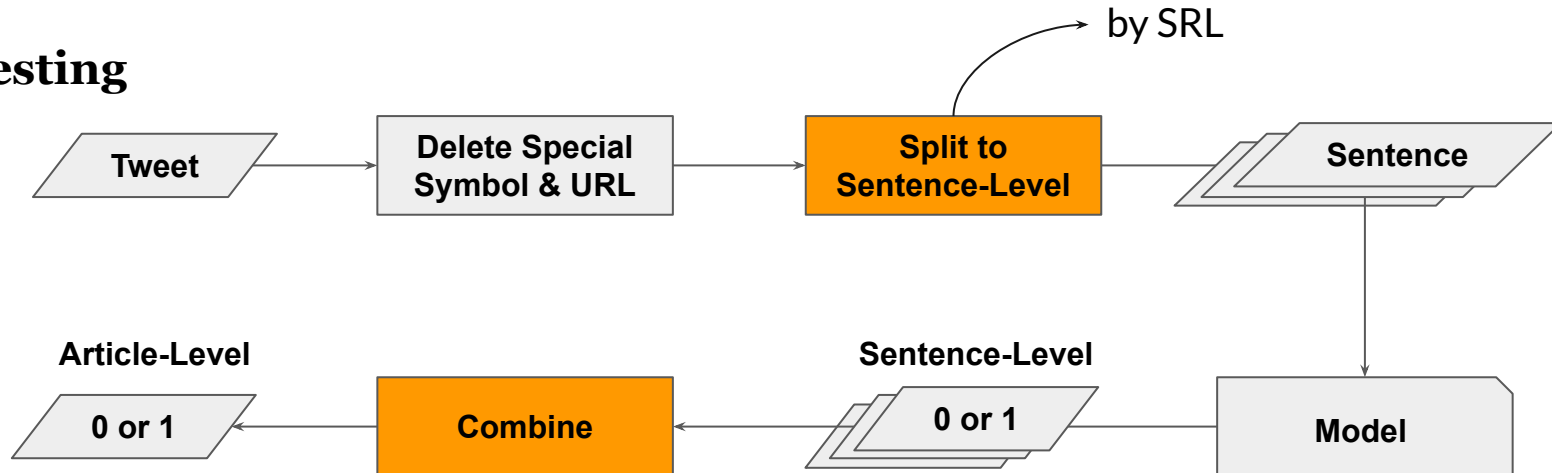 by SRL
esting
Tweet
Delete Special
Symbol & URL
Split to
Sentence-Level
Sentence
Article-Level
Sentence-Level
0 or 1
Combine
0 or 1
Model